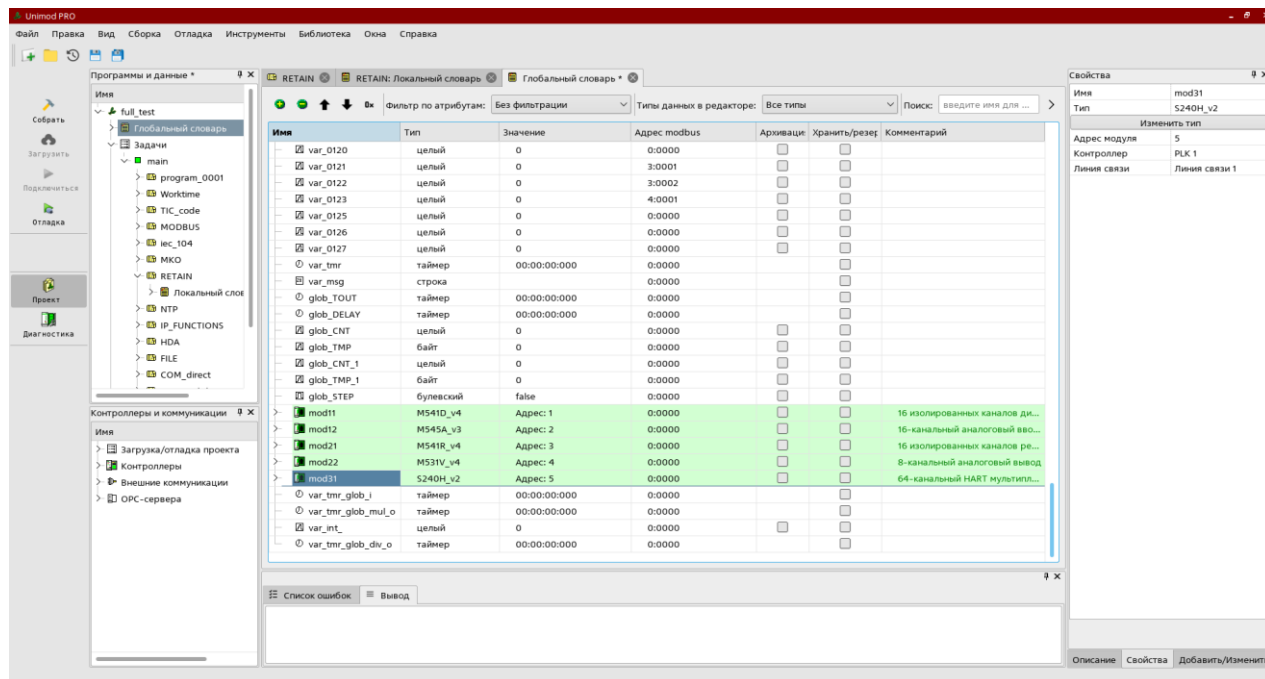 Unimod PRO
Файл Правка Вид Сборка Отладка Инструменты Библиотека Окна Справка
Собрать
Загрузить
Подключиться
Отладка
Проект
Диагностика
Программы и данные *
Имя
full_test
Глобальный словарь
Задачи
main
program_0001
Worktime
TIC_code
MODBUS
iec_104
MKO
RETAIN
Локальный слов
NTP
IP_FUNCTIONS
HDA
FILE
COM_direct
Контроллеры и коммуникации
Имя
Загрузка/отладка проекта
Контроллеры
Внешние коммуникации
OPC-сервера
RETAIN RETAIN: Локальный словарь Глобальный словарь *
0x Фильтр по атрибутам: Без фильтрации Типы данных в редакторе: Все типы Поиск: введите имя для ...
Имя Тип Значение Адрес modbus Архиваци Хранить/резер Комментарий
var_0120 целый 0 0:0000
var_0121 целый 0 3:0001
var_0122 целый 0 3:0002
var_0123 целый 0 4:0001
var_0125 целый 0 0:0000
var_0126 целый 0 0:0000
var_0127 целый 0 0:0000
var_tmr таймер 00:00:00:000 0:0000
var_msg строка 0:0000
glob_TOUT таймер 00:00:00:000 0:0000
glob_DELAY таймер 00:00:00:000 0:0000
glob_CNT целый 0 0:0000
glob_TMP байт 0 0:0000
glob_CNT_1 целый 0 0:0000
glob_TMP_1 байт 0 0:0000
glob_STEP булевский false 0:0000
mod11 M541D_v4 Адрес: 1 0:0000 16 изолированных каналов ди...
mod12 M545A_v3 Адрес: 2 0:0000 16-канальный аналоговый вво...
mod21 M541R_v4 Адрес: 3 0:0000 16 изолированных каналов ре...
mod22 M531V_v4 Адрес: 4 0:0000 8-канальный аналоговый вывод
mod31 S240H_v2 Адрес: 5 0:0000 64-канальный HART мультипл...
var_tmr_glob_i таймер 00:00:00:000 0:0000
var_tmr_glob_mul_o таймер 00:00:00:000 0:0000
var_int_ целый 0 0:0000
var_tmr_glob_div_o таймер 00:00:00:000 0:0000
Список ошибок Вывод
Свойства
Имя mod31
Тип S240H_v2
Изменить тип
Адрес модуля 5
Контроллер PLK 1
Линия связи Линия связи 1
Описание Свойства Добавить/Изменит